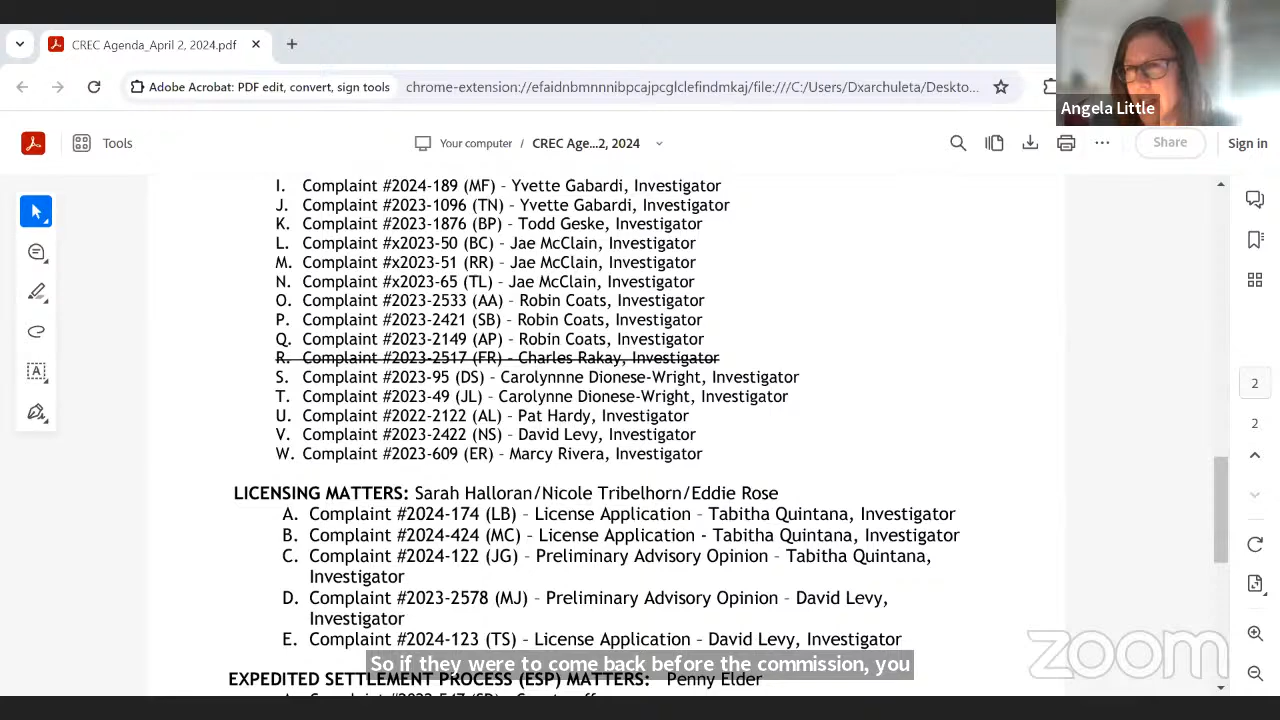 CREC Agenda_April 2, 2024.pdf
Adobe Acrobat: PDF edit, convert, sign tools
chrome-extension://efaidnbmnnnibpcajpcglclefindmkaj/file:///C:/Users/Dxarchuleta/Deskto...
Angela Little
Tools
Your computer / CREC Age...2, 2024
Share
Sign in
I. Complaint #2024-189 (MF) – Yvette Gabardi, Investigator
J. Complaint #2023-1096 (TN) – Yvette Gabardi, Investigator
K. Complaint #2023-1876 (BP) – Todd Geske, Investigator
L. Complaint #x2023-50 (BC) – Jae McClain, Investigator
M. Complaint #x2023-51 (RR) – Jae McClain, Investigator
N. Complaint #x2023-65 (TL) – Jae McClain, Investigator
O. Complaint #2023-2533 (AA) – Robin Coats, Investigator
P. Complaint #2023-2421 (SB) – Robin Coats, Investigator
Q. Complaint #2023-2149 (AP) – Robin Coats, Investigator
R. Complaint #2023-2517 (FR) – Charles Rakay, Investigator
S. Complaint #2023-95 (DS) – Carolynnne Dionese-Wright, Investigator
T. Complaint #2023-49 (JL) – Carolynne Dionese-Wright, Investigator
U. Complaint #2022-2122 (AL) – Pat Hardy, Investigator
V. Complaint #2023-2422 (NS) – David Levy, Investigator
W. Complaint #2023-609 (ER) – Marcy Rivera, Investigator
2
2
LICENSING MATTERS: Sarah Halloran/Nicole Tribelhorn/Eddie Rose
A. Complaint #2024-174 (LB) – License Application – Tabitha Quintana, Investigator
B. Complaint #2024-424 (MC) – License Application - Tabitha Quintana, Investigator
C. Complaint #2024-122 (JG) – Preliminary Advisory Opinion – Tabitha Quintana,
Investigator
D. Complaint #2023-2578 (MJ) – Preliminary Advisory Opinion – David Levy,
Investigator
E. Complaint #2024-123 (TS) – License Application – David Levy, Investigator
So if they were to come back before the commission, you
EXPEDITED SETTLEMENT PROCESS (ESP) MATTERS: Penny Elder
zoom